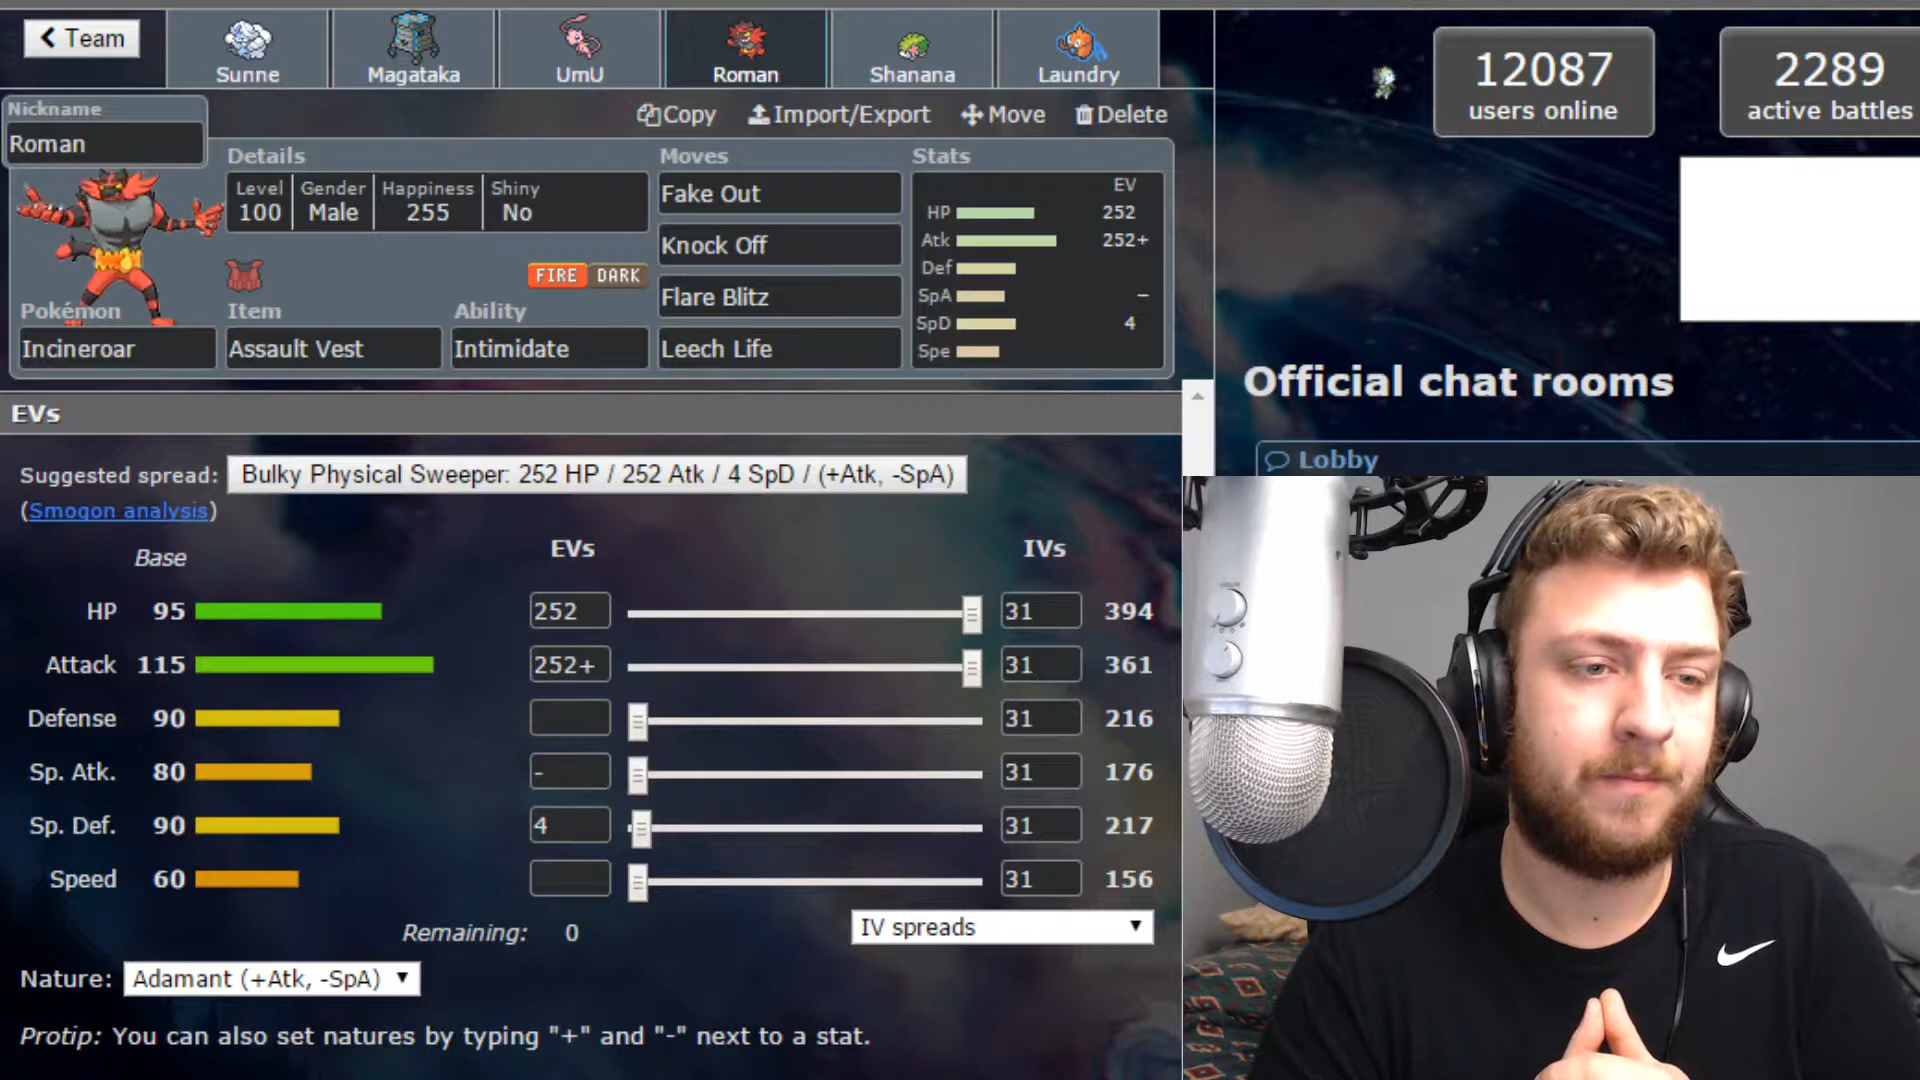 Team
Sunne
Magataka
UmU
Roman
Shanana
Laundry
12087
users online
2289
active battles
Nickname
Roman
Copy
Import/Export
Move
Delete
Details
Moves
Stats
Level
100
Gender
Male
Happiness
255
Shiny
No
Fake Out
Knock Off
Flare Blitz
Leech Life
EV
HP 252
Atk 252+
Def
SpA –
SpD 4
Spe
FIRE DARK
Pokémon
Incineroar
Item
Assault Vest
Ability
Intimidate
Official chat rooms
Lobby
EVs
Suggested spread: Bulky Physical Sweeper: 252 HP / 252 Atk / 4 SpD / (+Atk, -SpA)
(Smogon analysis)
Base EVs IVs
HP 95 252 31 394
Attack 115 252+ 31 361
Defense 90 31 216
Sp. Atk. 80 - 31 176
Sp. Def. 90 4 31 217
Speed 60 31 156
Remaining: 0
IV spreads
Nature: Adamant (+Atk, -SpA)
Protip: You can also set natures by typing "+" and "-" next to a stat.